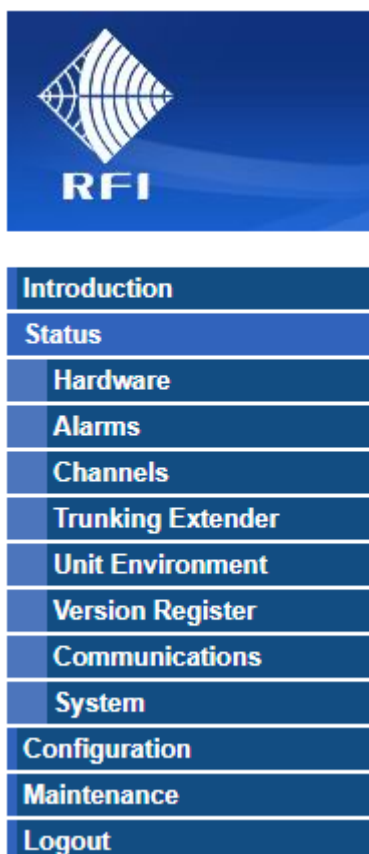 RFI
Introduction
Status
Hardware
Alarms
Channels
Trunking Extender
Unit Environment
Version Register
Communications
System
Configuration
Maintenance
Logout